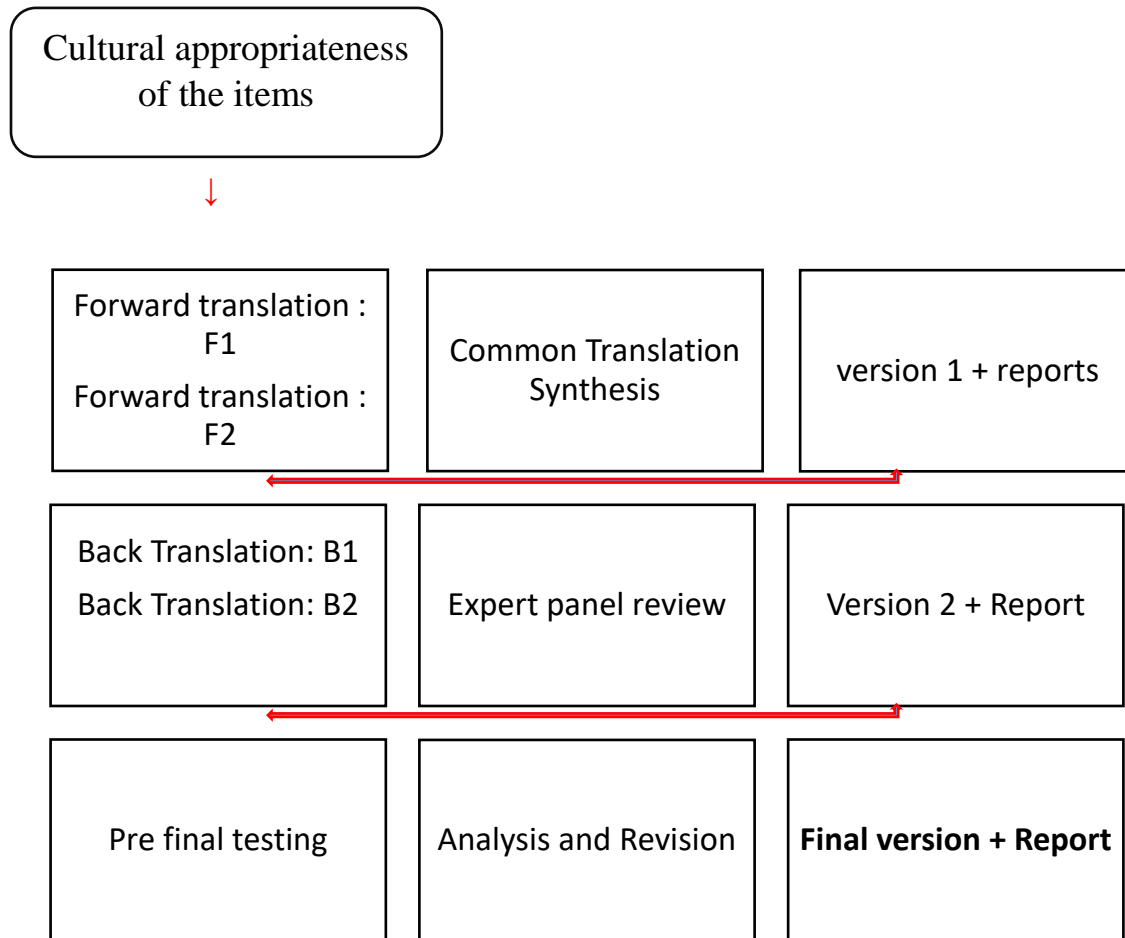 Cultural appropriateness
of the items
↓
Forward translation :
F1
Forward translation :
F2
Common Translation
Synthesis
version 1 + reports
Back Translation: B1
Back Translation: B2
Expert panel review
Version 2 + Report
Pre final testing
Analysis and Revision
Final version + Report